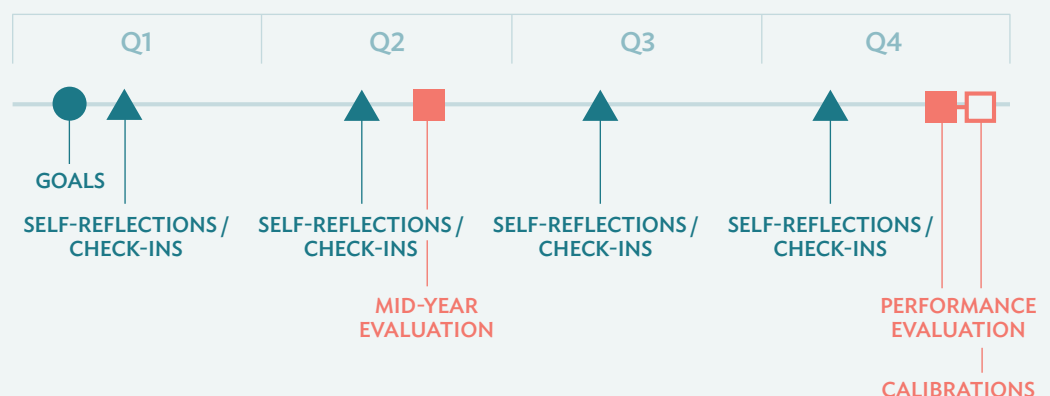 Q1
Q2
Q3
Q4
GOALS
SELF-REFLECTIONS /
CHECK-INS
SELF-REFLECTIONS /
CHECK-INS
SELF-REFLECTIONS /
CHECK-INS
SELF-REFLECTIONS /
CHECK-INS
MID-YEAR
EVALUATION
PERFORMANCE
EVALUATION
CALIBRATIONS